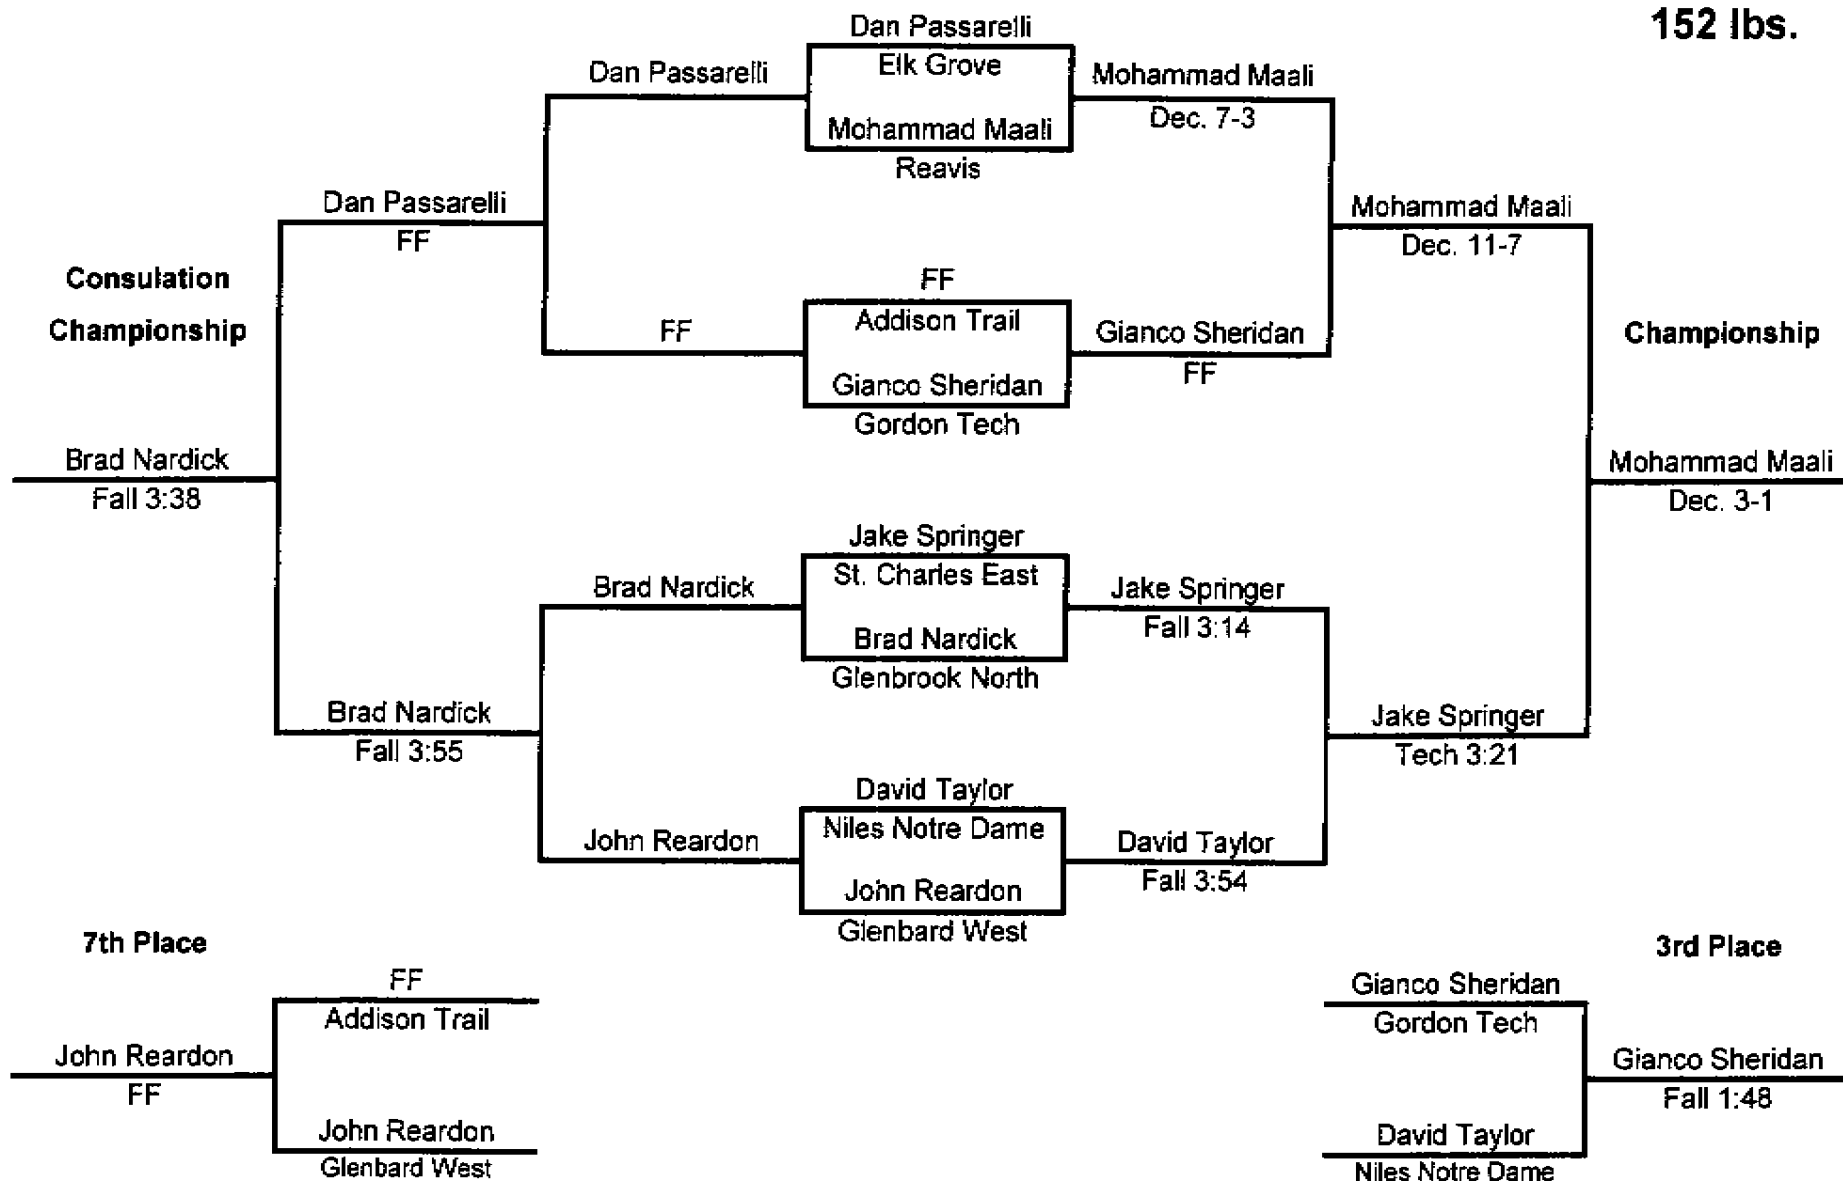 152 lbs.
Dan Passarelli
Elk Grove
Dan Passarelli
Mohammad Maali
Dec. 7-3
Mohammad Maali
Reavis
Dan Passarelli
FF
Mohammad Maali
Dec. 11-7
Consulation
Championship
FF
Addison Trail
FF
Gianco Sheridan
FF
Championship
Gianco Sheridan
Gordon Tech
Brad Nardick
Fall 3:38
Mohammad Maali
Dec. 3-1
Jake Springer
St. Charles East
Brad Nardick
Jake Springer
Fall 3:14
Brad Nardick
Glenbrook North
Brad Nardick
Fall 3:55
Jake Springer
Tech 3:21
David Taylor
Niles Notre Dame
John Reardon
David Taylor
Fall 3:54
John Reardon
Glenbard West
7th Place
3rd Place
FF
Addison Trail
Gianco Sheridan
Gordon Tech
John Reardon
FF
Gianco Sheridan
Fall 1:48
John Reardon
Glenbard West
David Taylor
Niles Notre Dame